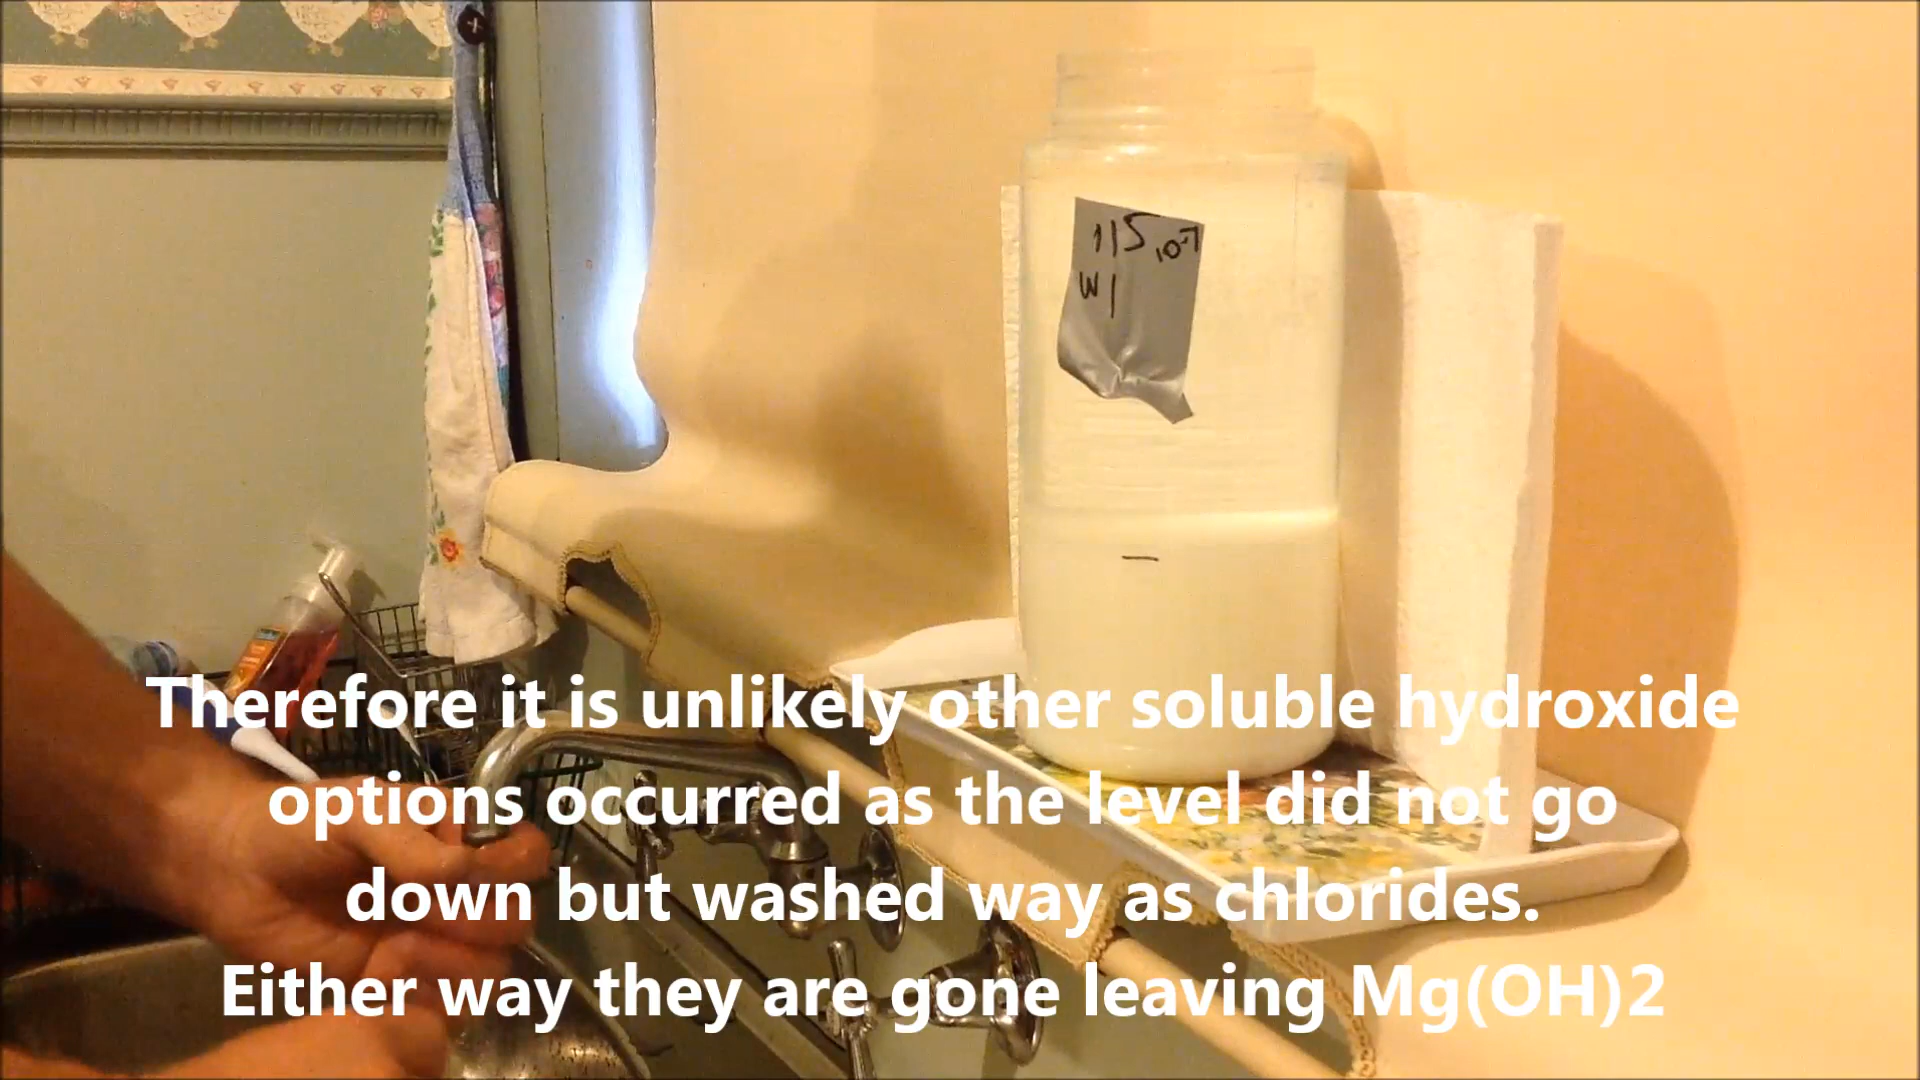 115 10-7
W1
Therefore it is unlikely other soluble hydroxide
options occurred as the level did not go
down but washed way as chlorides.
Either way they are gone leaving Mg(OH)2